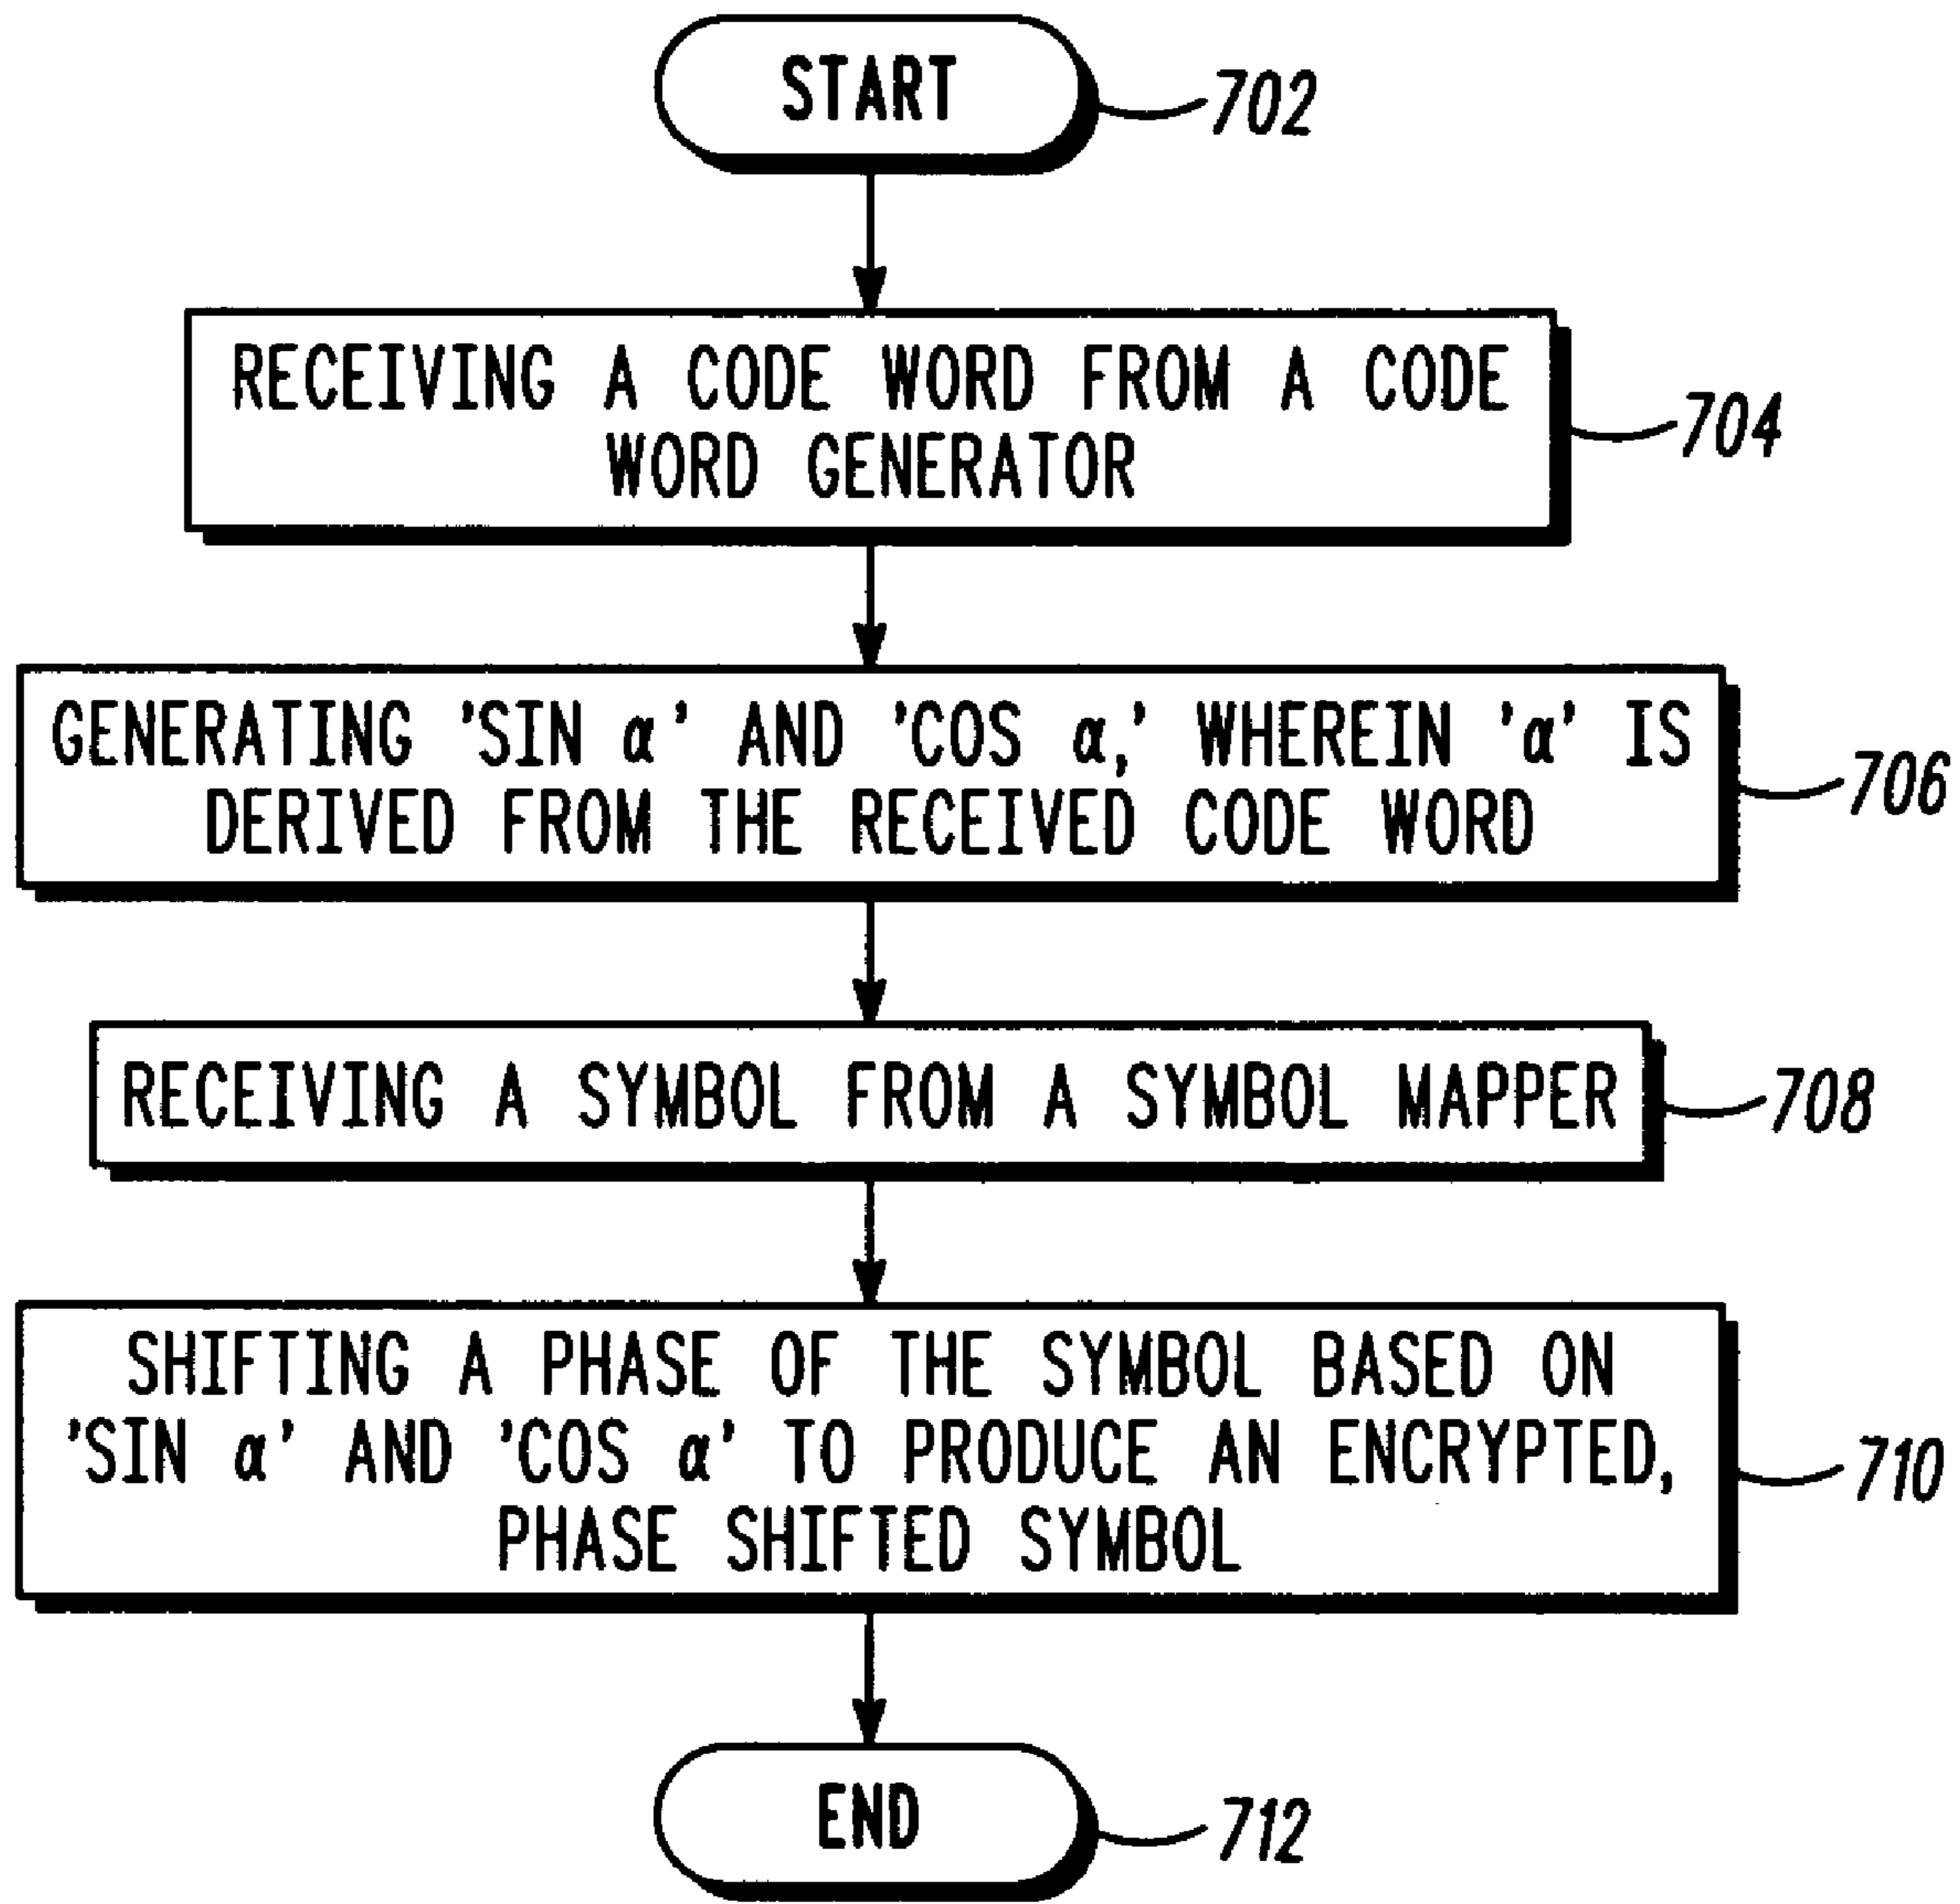 START
702
RECEIVING A CODE WORD FROM A CODE
WORD GENERATOR
704
GENERATING 'SIN α' AND 'COS α,' WHEREIN 'α' IS
DERIVED FROM THE RECEIVED CODE WORD
706
RECEIVING A SYMBOL FROM A SYMBOL MAPPER
708
SHIFTING A PHASE OF THE SYMBOL BASED ON
'SIN α' AND 'COS α' TO PRODUCE AN ENCRYPTED,
PHASE SHIFTED SYMBOL
710
END
712